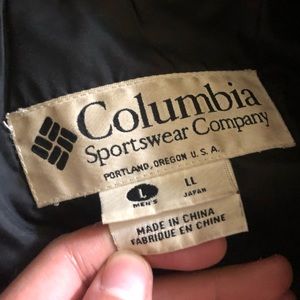 Columbia
Sportswear Company
PORTLAND, OREGON U.S.A.
L LL
MEN'S JAPAN
MADE IN CHINA
FABRIQUE EN CHINE